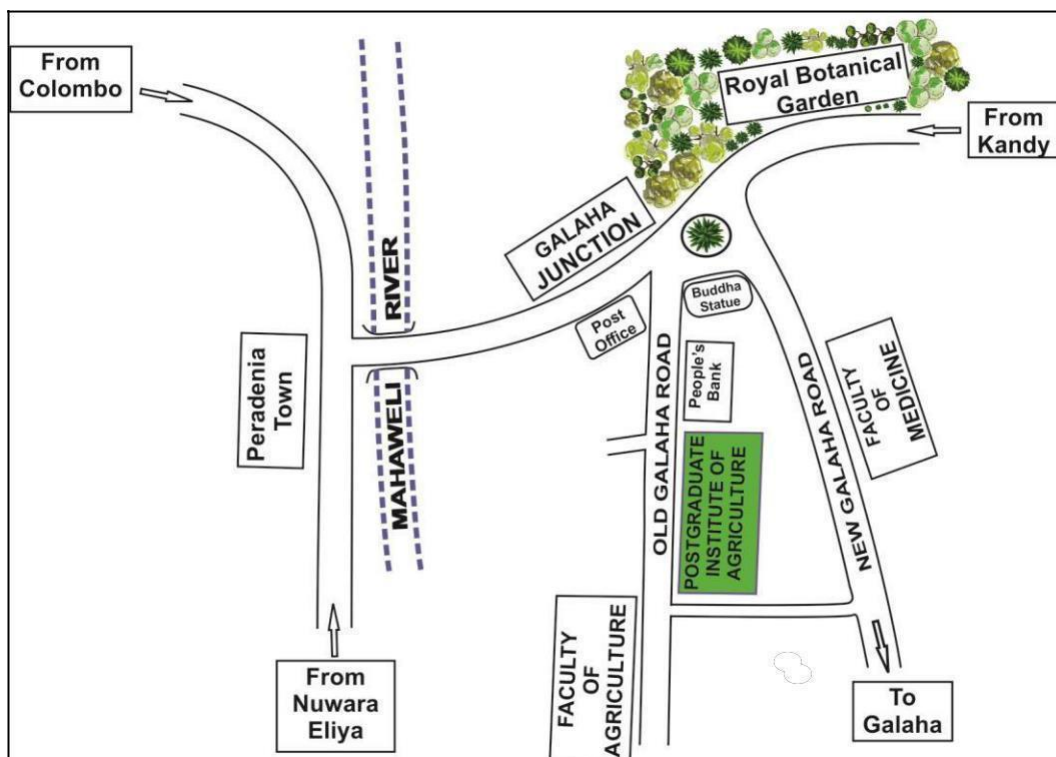 From
Colombo
Royal Botanical
Garden
From
Kandy
GALAHA
JUNCTION
RIVER
Buddha
Statue
Post
Office
Peradenia
Town
People's
Bank
FACULTY
OF
MEDICINE
MAHAWELI
OLD GALAHA ROAD
NEW GALAHA ROAD
POSTGRADUATE
INSTITUTE OF
AGRICULTURE
FACULTY
OF
AGRICULTURE
From
Nuwara
Eliya
To
Galaha